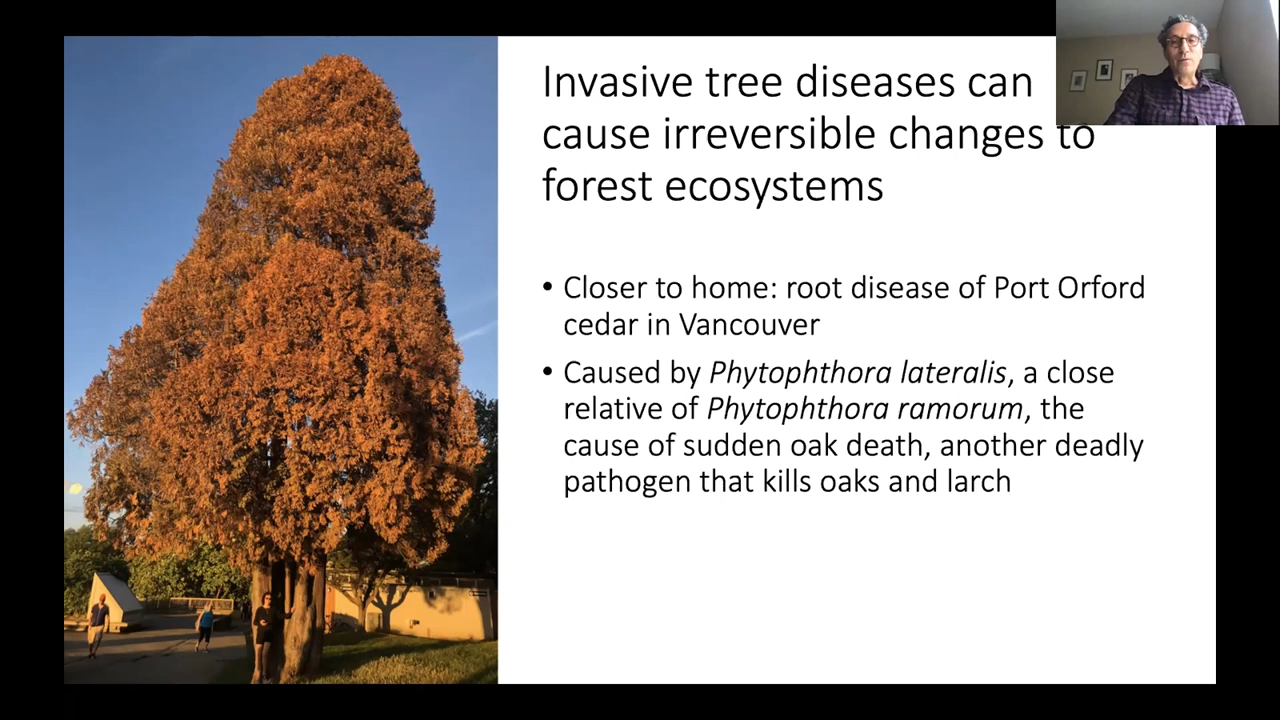 Invasive tree diseases can
cause irreversible changes to
forest ecosystems
• Closer to home: root disease of Port Orford
cedar in Vancouver
• Caused by Phytophthora lateralis, a close
relative of Phytophthora ramorum, the
cause of sudden oak death, another deadly
pathogen that kills oaks and larch